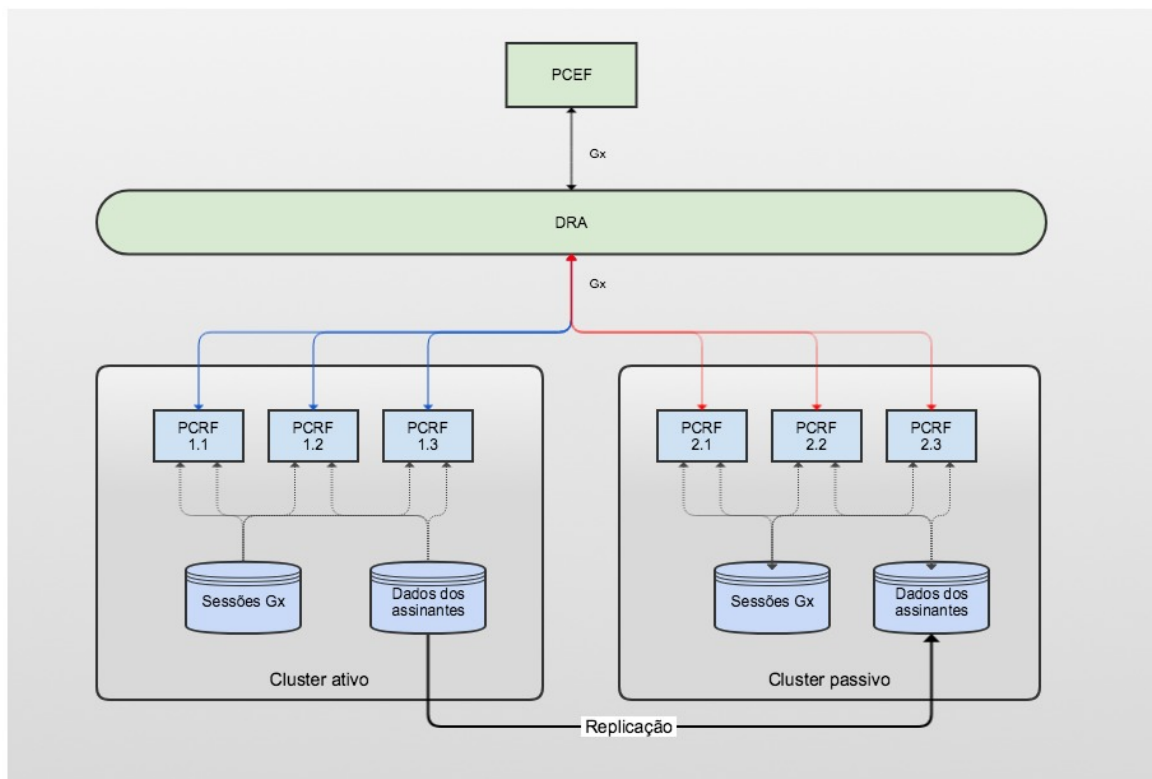 PCEF
Gx
DRA
Gx
PCRF
1.1
PCRF
1.2
PCRF
1.3
PCRF
2.1
PCRF
2.2
PCRF
2.3
Sessões Gx
Dados dos
assinantes
Sessões Gx
Dados dos
assinantes
Cluster ativo
Cluster passivo
Replicação